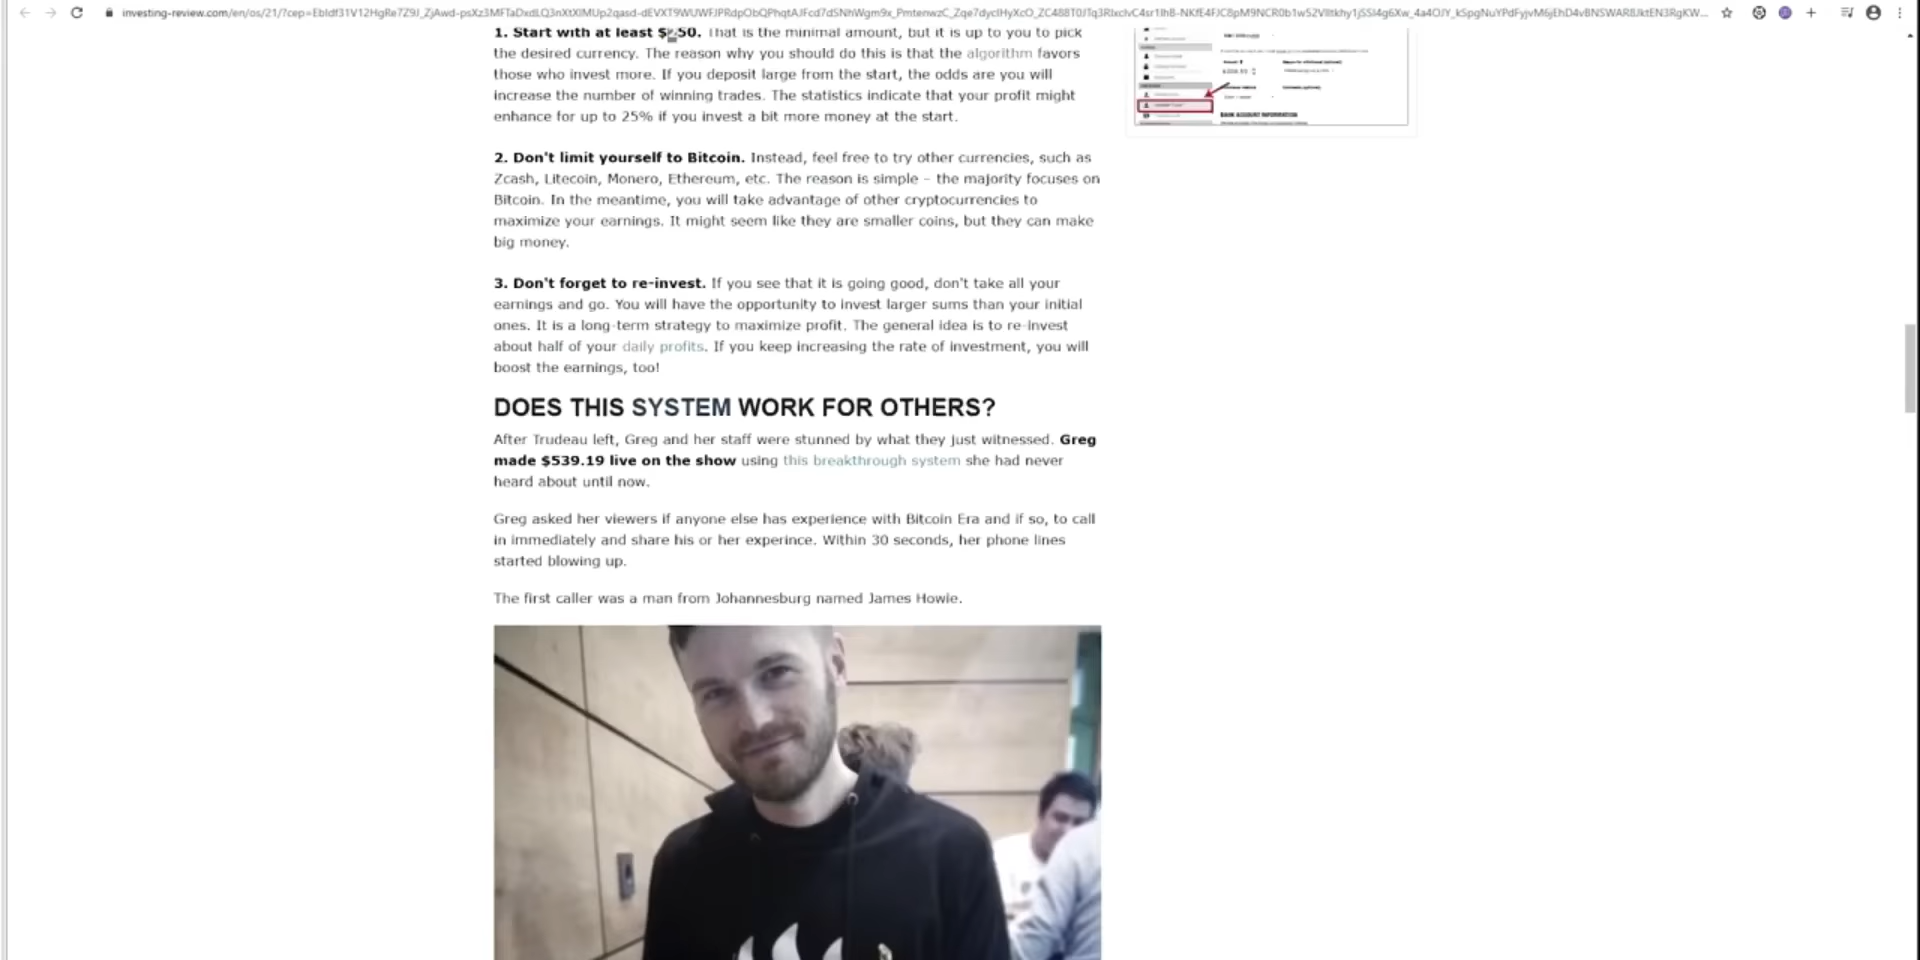 1. Start with at least $250. That is the minimal amount, but it is up to you to pick
the desired currency. The reason why you should do this is that the algorithm favors
those who invest more. If you deposit large from the start, the odds are you will
increase the number of winning trades. The statistics indicate that your profit might
enhance for up to 25% if you invest a bit more money at the start.
BANK ACCOUNT INFORMATION
2. Don't limit yourself to Bitcoin. Instead, feel free to try other currencies, such as
Zcash, Litecoin, Monero, Ethereum, etc. The reason is simple – the majority focuses on
Bitcoin. In the meantime, you will take advantage of other cryptocurrencies to
maximize your earnings. It might seem like they are smaller coins, but they can make
big money.
3. Don't forget to re-invest. If you see that it is going good, don't take all your
earnings and go. You will have the opportunity to invest larger sums than your initial
ones. It is a long-term strategy to maximize profit. The general idea is to re-invest
about half of your daily profits. If you keep increasing the rate of investment, you will
boost the earnings, too!
DOES THIS SYSTEM WORK FOR OTHERS?
After Trudeau left, Greg and her staff were stunned by what they just witnessed. Greg
made $539.19 live on the show using this breakthrough system she had never
heard about until now.
Greg asked her viewers if anyone else has experience with Bitcoin Era and if so, to call
in immediately and share his or her experince. Within 30 seconds, her phone lines
started blowing up.
The first caller was a man from Johannesburg named James Howie.